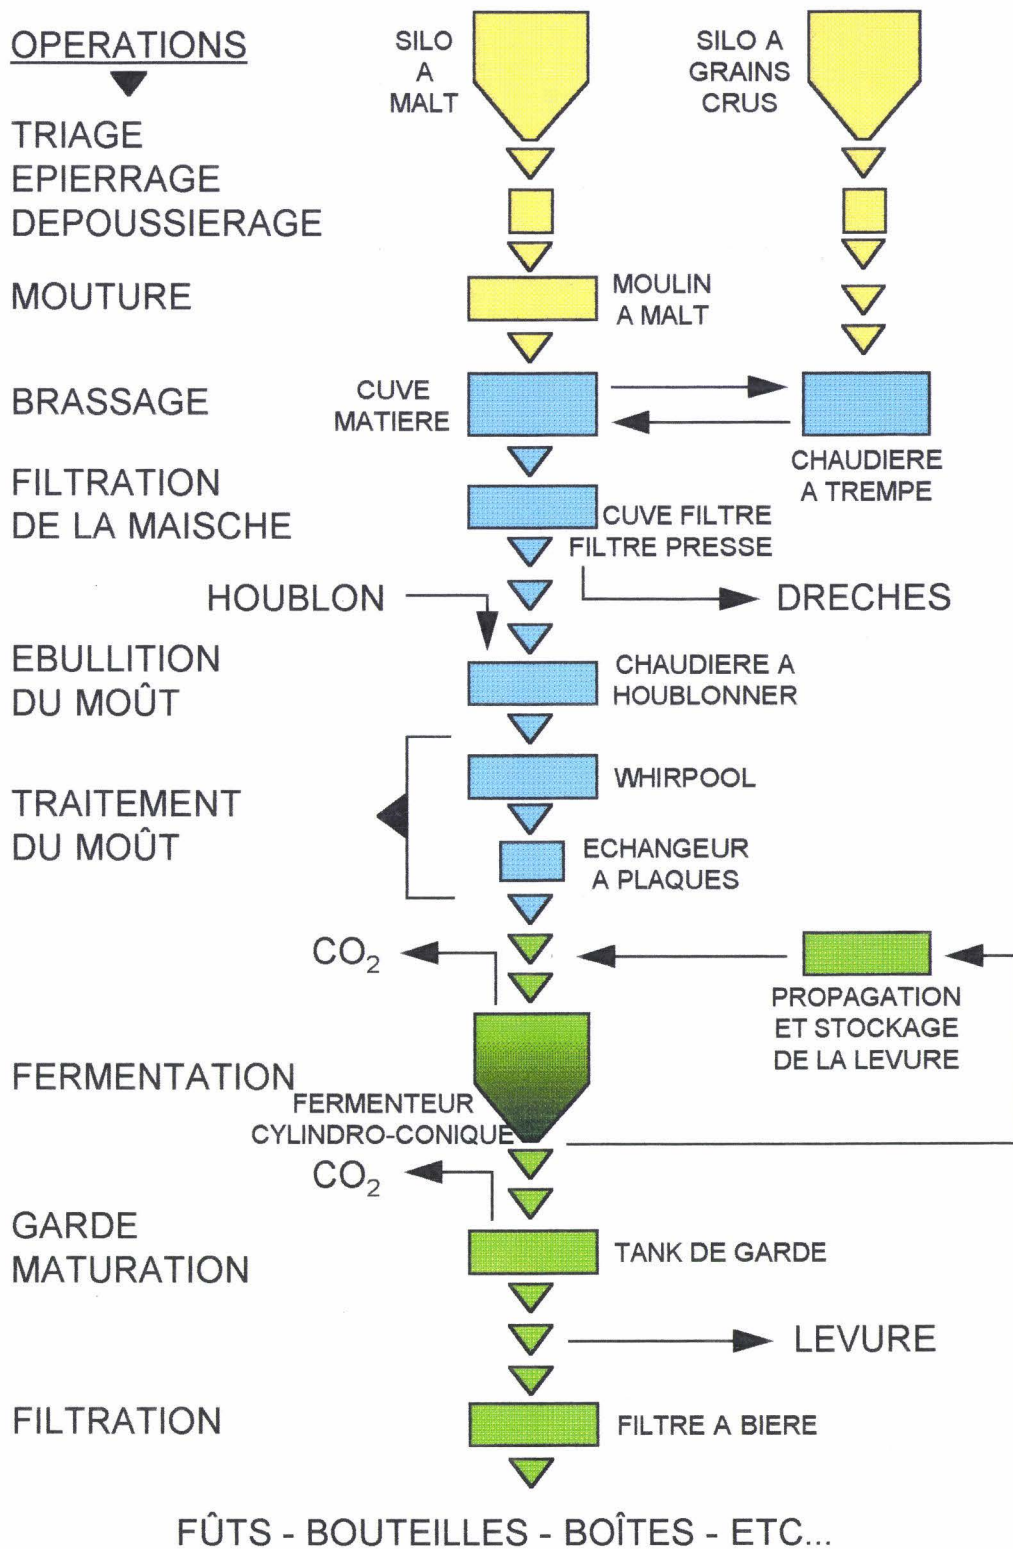 OPERATIONS
SILO
A
MALT
SILO A
GRAINS
CRUS
TRIAGE
EPIERRAGE
DEPOUSSIERAGE
MOUTURE
MOULIN
A MALT
BRASSAGE
CUVE
MATIERE
CHAUDIERE
A TREMPE
FILTRATION
DE LA MAISCHE
CUVE FILTRE
FILTRE PRESSE
HOUBLON
DRECHES
EBULLITION
DU MOÛT
CHAUDIERE A
HOUBLONNER
TRAITEMENT
DU MOÛT
WHIRPOOL
ECHANGEUR
A PLAQUES
CO2
PROPAGATION
ET STOCKAGE
DE LA LEVURE
FERMENTATION
FERMENTEUR
CYLINDRO-CONIQUE
CO2
GARDE
MATURATION
TANK DE GARDE
LEVURE
FILTRATION
FILTRE A BIERE
FÛTS - BOUTEILLES - BOÎTES - ETC...